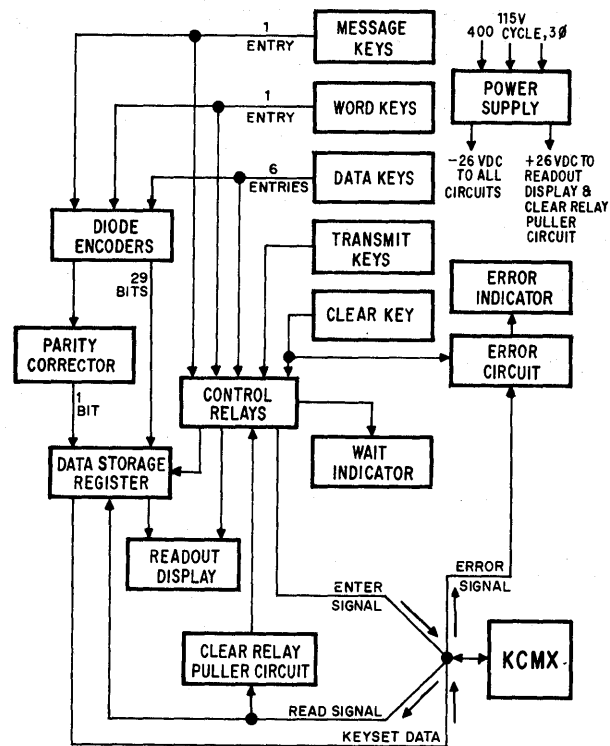 1
ENTRY
MESSAGE
KEYS
115V
400 CYCLE, 3Ø
POWER
SUPPLY
1
ENTRY
WORD KEYS
-26 VDC
TO ALL
CIRCUITS
+26VDC TO
READOUT
DISPLAY &
CLEAR RELAY
PULLER
CIRCUIT
6
ENTRIES
DATA KEYS
DIODE
ENCODERS
TRANSMIT
KEYS
29
BITS
ERROR
INDICATOR
CLEAR KEY
PARITY
CORRECTOR
ERROR
CIRCUIT
1
BIT
CONTROL
RELAYS
WAIT
INDICATOR
DATA STORAGE
REGISTER
READOUT
DISPLAY
ENTER
SIGNAL
ERROR
SIGNAL
CLEAR RELAY
PULLER CIRCUIT
KCMX
READ SIGNAL
KEYSET DATA